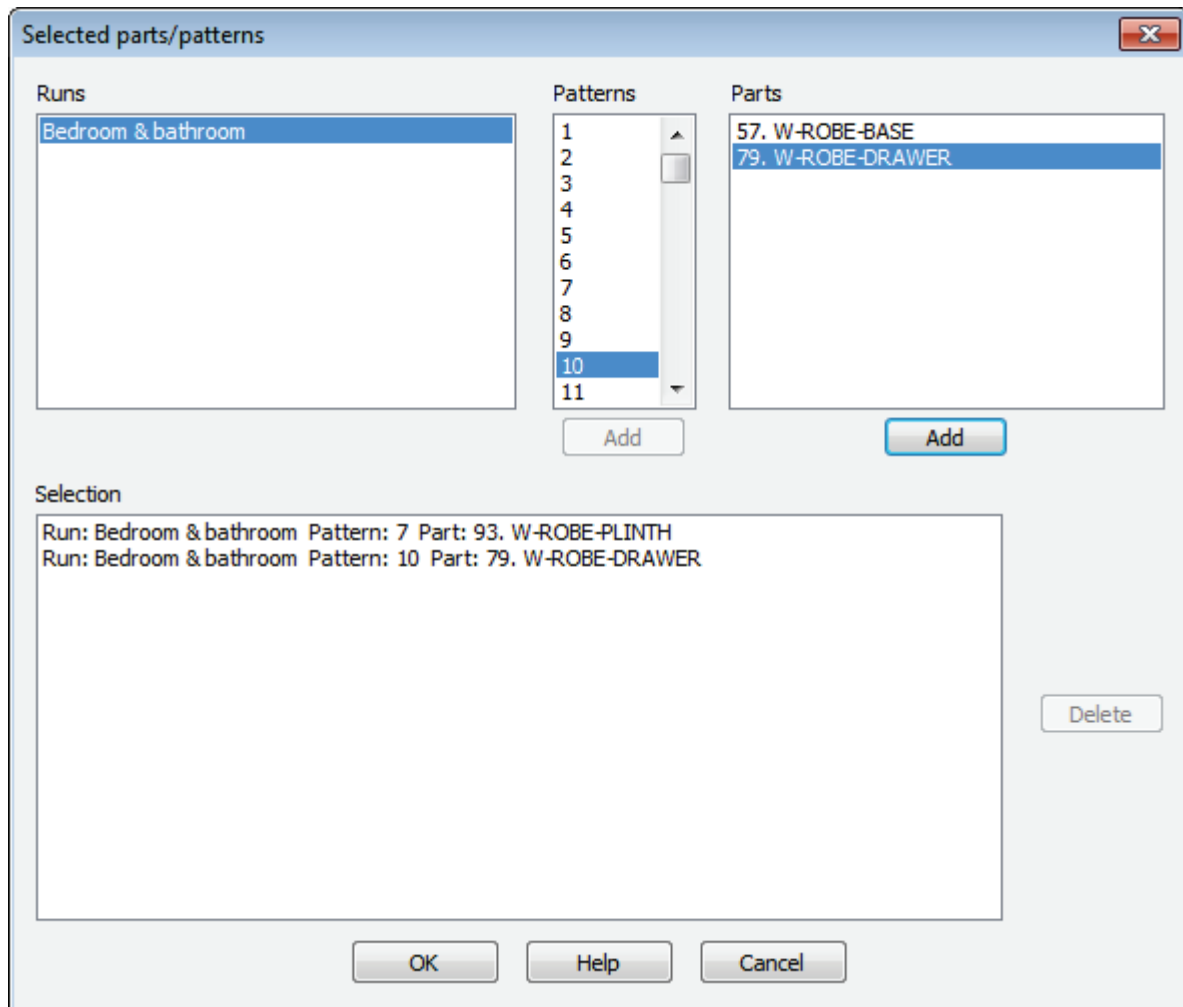 Selected parts/patterns
Runs
Patterns
Parts
Bedroom & bathroom
1
2
3
4
5
6
7
8
9
10
11
57. W-ROBE-BASE
79. W-ROBE-DRAWER
Add
Add
Selection
Run: Bedroom & bathroom Pattern: 7 Part: 93. W-ROBE-PLINTH
Run: Bedroom & bathroom Pattern: 10 Part: 79. W-ROBE-DRAWER
Delete
OK
Help
Cancel